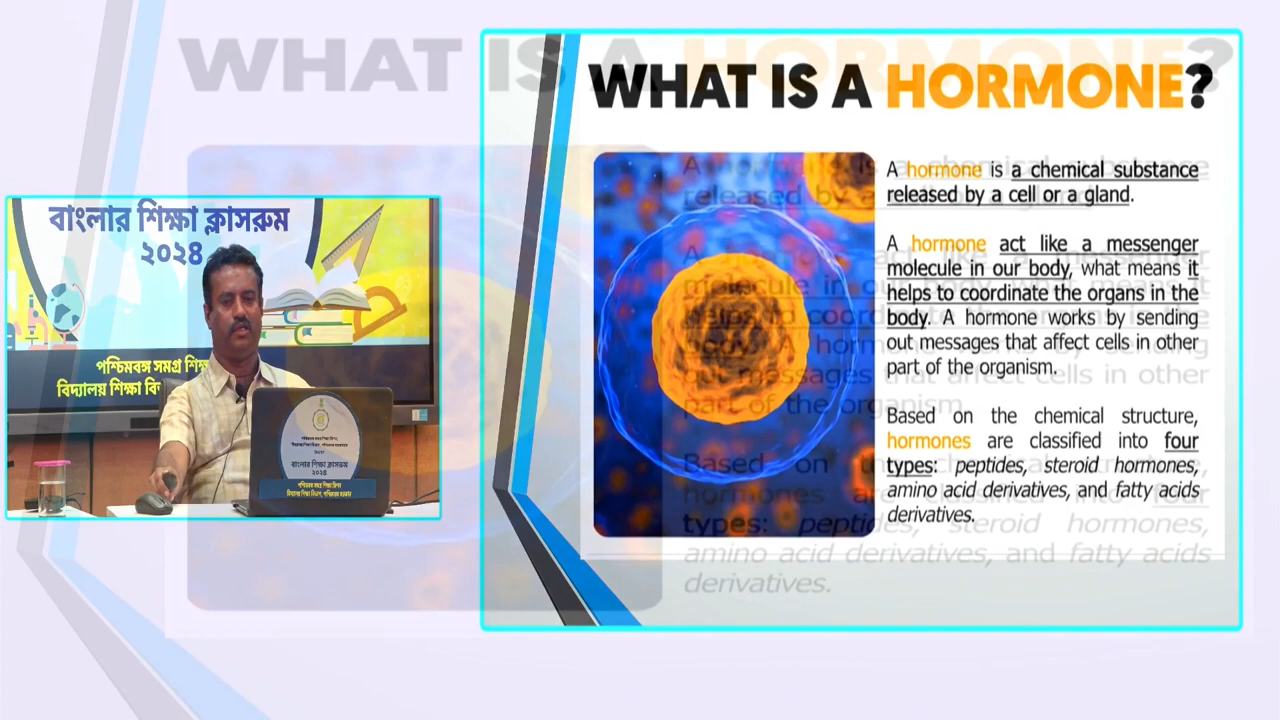 WHAT IS A HORMONE?
A hormone is a chemical substance
released by a cell or a gland.
A hormone act like a messenger
molecule in our body, what means it
helps to coordinate the organs in the
body. A hormone works by sending
out messages that affect cells in other
part of the organism.
Based on the chemical structure,
hormones are classified into four
types: peptides, steroid hormones,
amino acid derivatives, and fatty acids
derivatives.
বাংলার শিক্ষা ক্লাসরুম
২০২৪
পশ্চিমবঙ্গ সমগ্র
বিদ্যালয় শিক্ষা
বাংলার শিক্ষা ক্লাসরুম
২০২৪